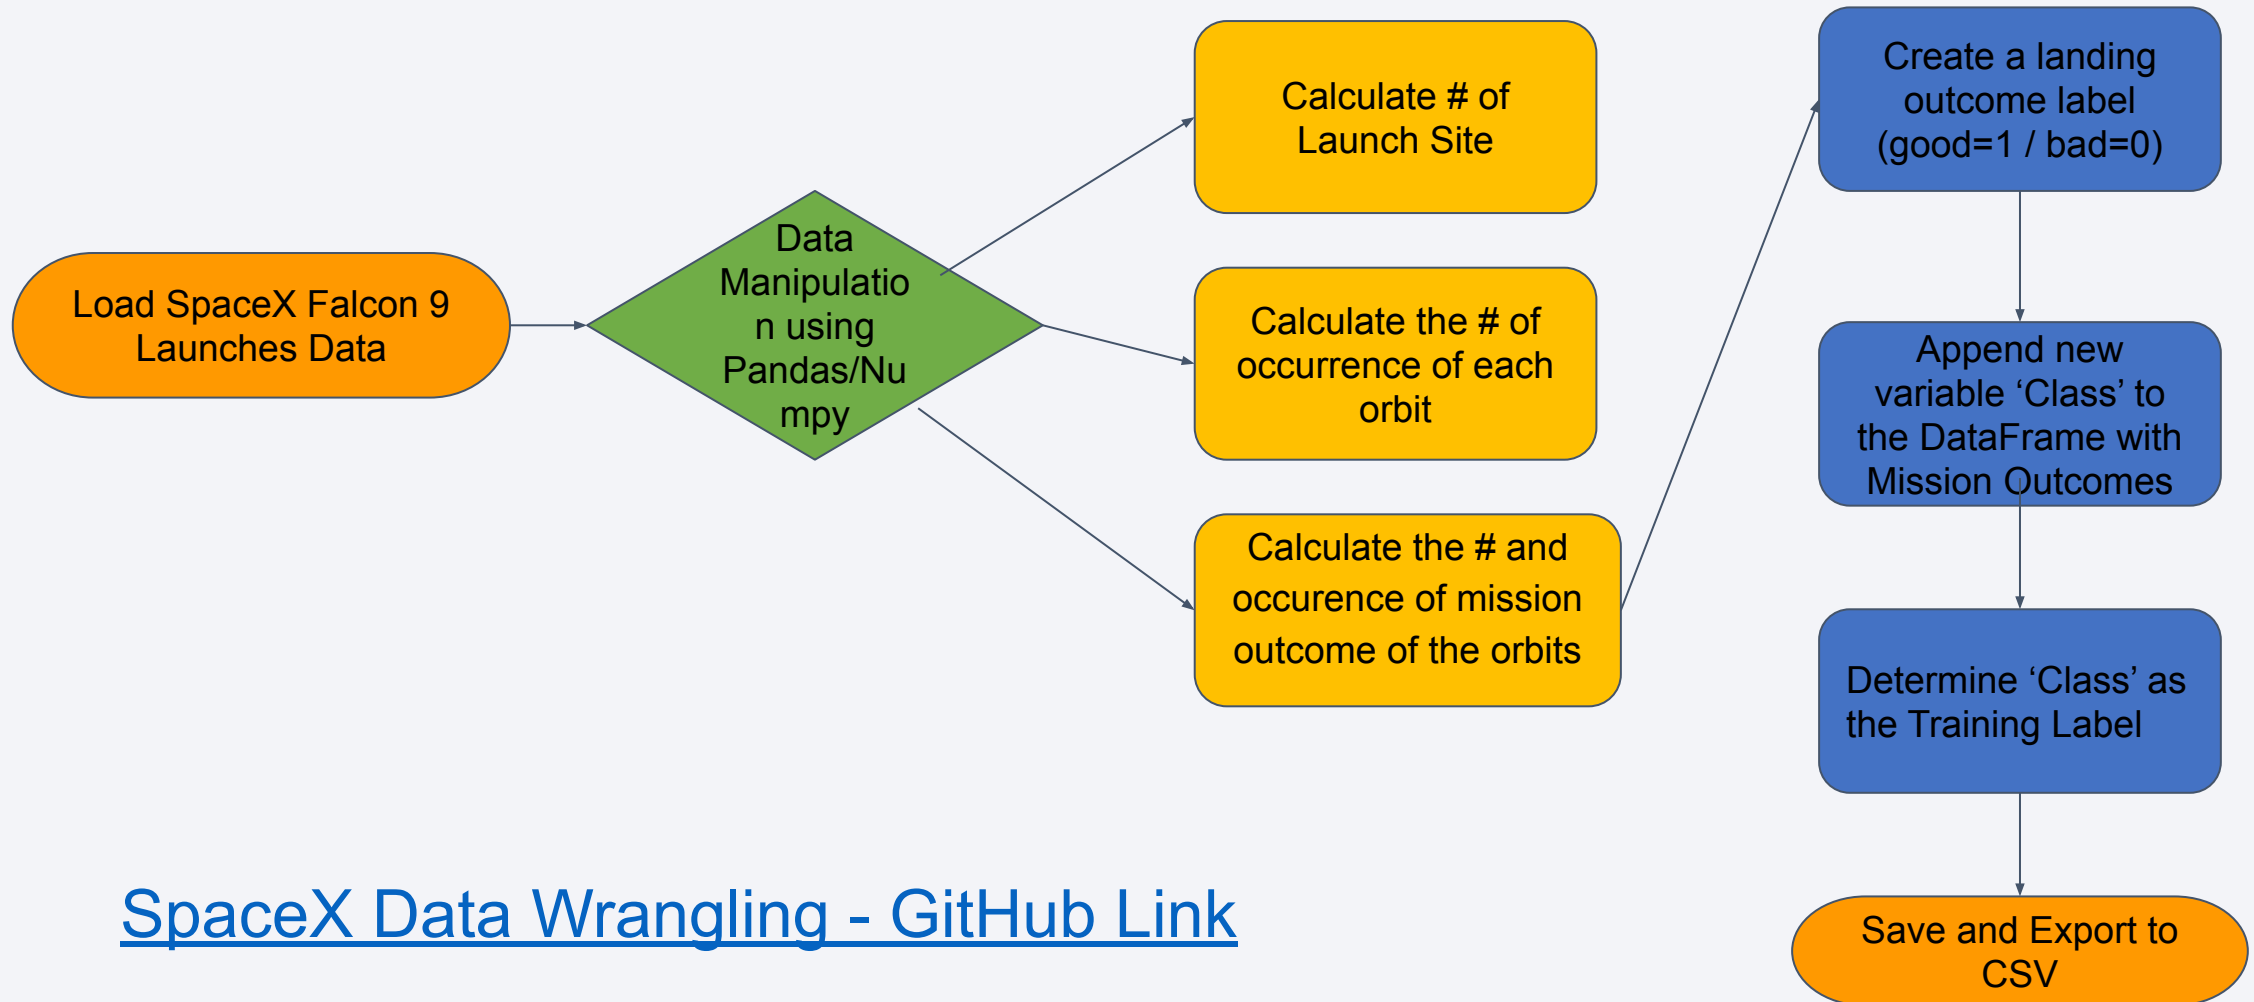 Load SpaceX Falcon 9
Launches Data
Data
Manipulatio
n using
Pandas/Nu
mpy
Calculate # of
Launch Site
Calculate the # of
occurrence of each
orbit
Calculate the # and
occurence of mission
outcome of the orbits
Create a landing
outcome label
(good=1 / bad=0)
Append new
variable ‘Class’ to
the DataFrame with
Mission Outcomes
Determine ‘Class’ as
the Training Label
Save and Export to
CSV
SpaceX Data Wrangling - GitHub Link